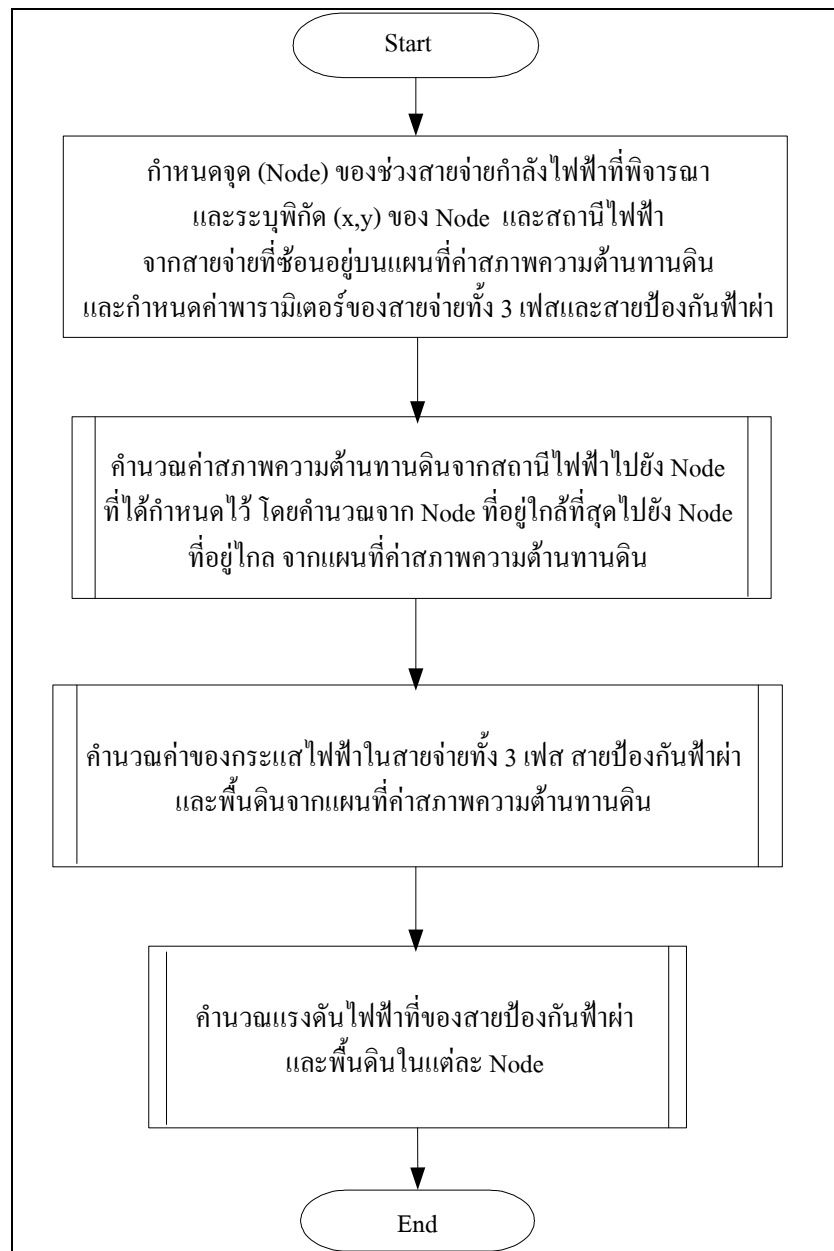 Start
กำหนดจุด (Node) ของช่วงสายจ่ายกำลังไฟฟ้าที่พิจารณา
และระบุพิกัด (x,y) ของ Node และสถานีไฟฟ้า
จากสายจ่ายที่ซ้อนอยู่บนแผนที่ค่าสภาพความต้านทานดิน
และกำหนดค่าพารามิเตอร์ของสายจ่ายทั้ง 3 เฟสและสายป้องกันฟ้าผ่า
คำนวณค่าสภาพความต้านทานดินจากสถานีไฟฟ้าไปยัง Node
ที่ได้กำหนดไว้ โดยคำนวณจาก Node ที่อยู่ใกล้ที่สุดไปยัง Node
ที่อยู่ไกล จากแผนที่ค่าสภาพความต้านทานดิน
คำนวณค่าของกระแสไฟฟ้าในสายจ่ายทั้ง 3 เฟส สายป้องกันฟ้าผ่า
และพื้นดินจากแผนที่ค่าสภาพความต้านทานดิน
คำนวณแรงดันไฟฟ้าที่ของสายป้องกันฟ้าผ่า
และพื้นดินในแต่ละ Node
End